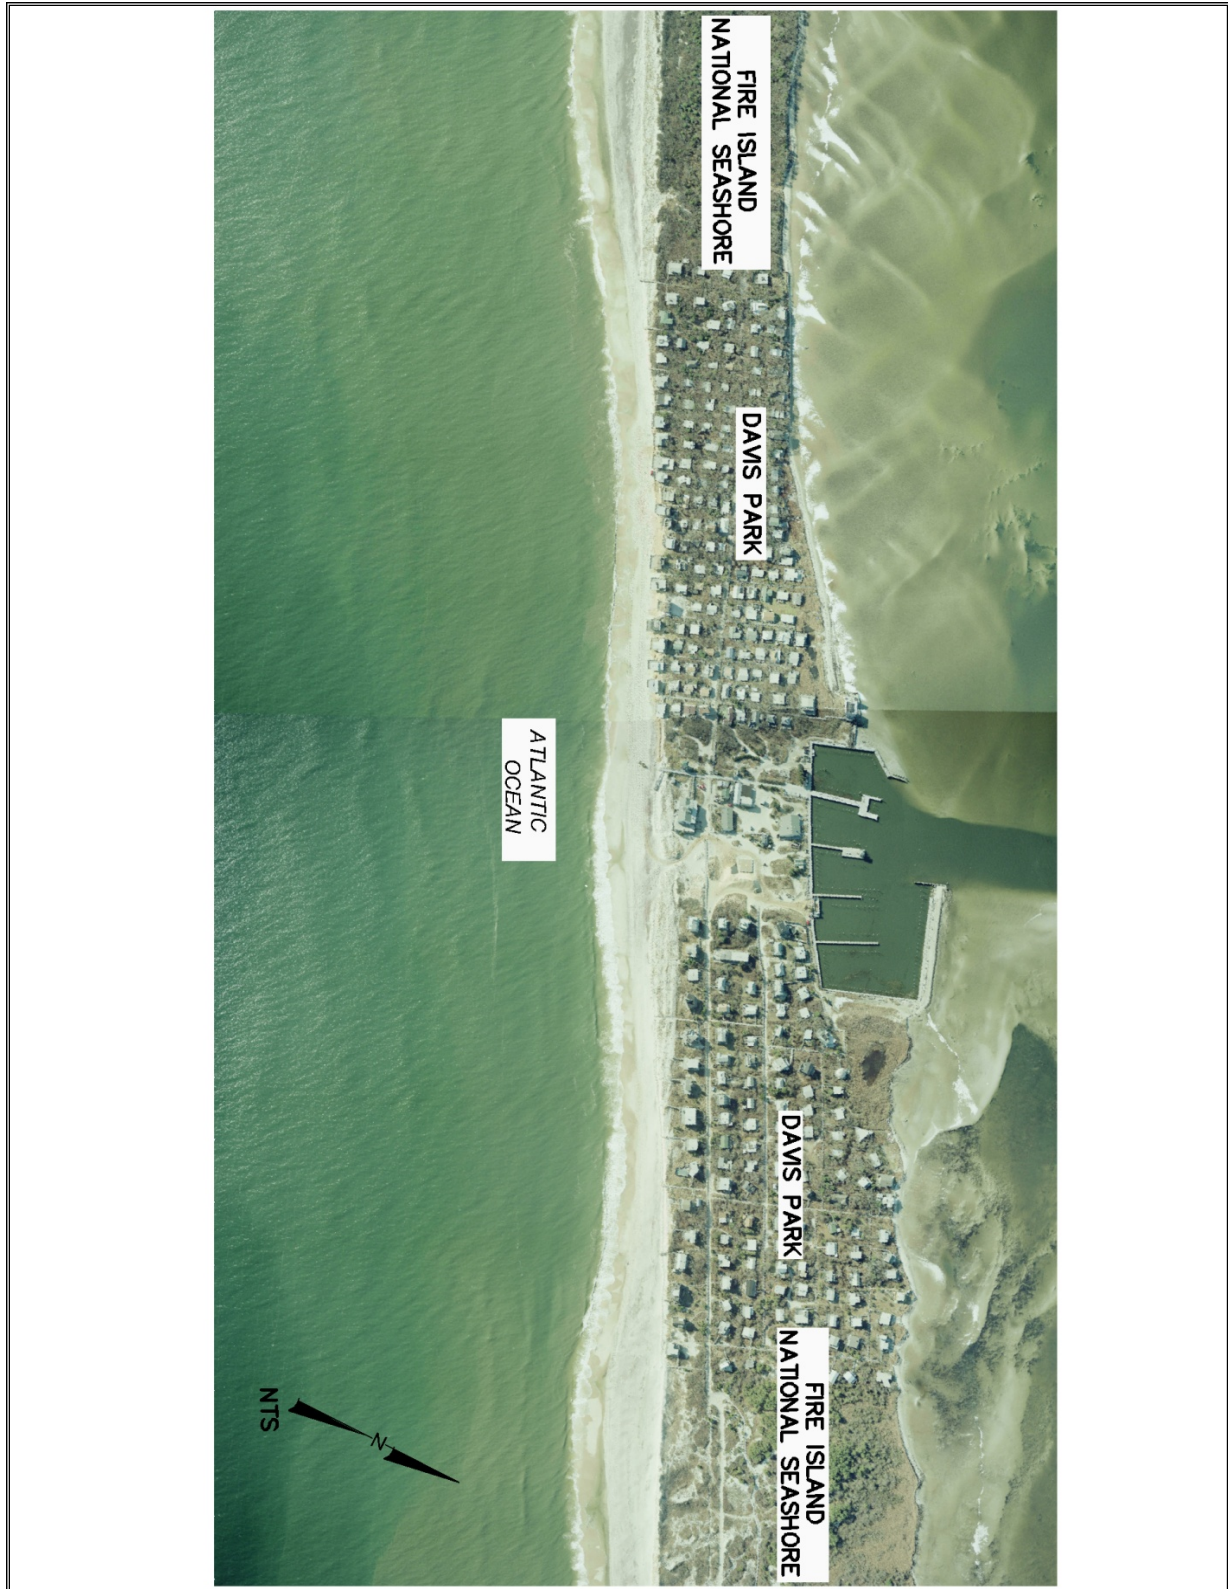 FIRE ISLAND
NATIONAL SEASHORE
DAVIS PARK
ATLANTIC
OCEAN
DAVIS PARK
FIRE ISLAND
NATIONAL SEASHORE
N
NTS